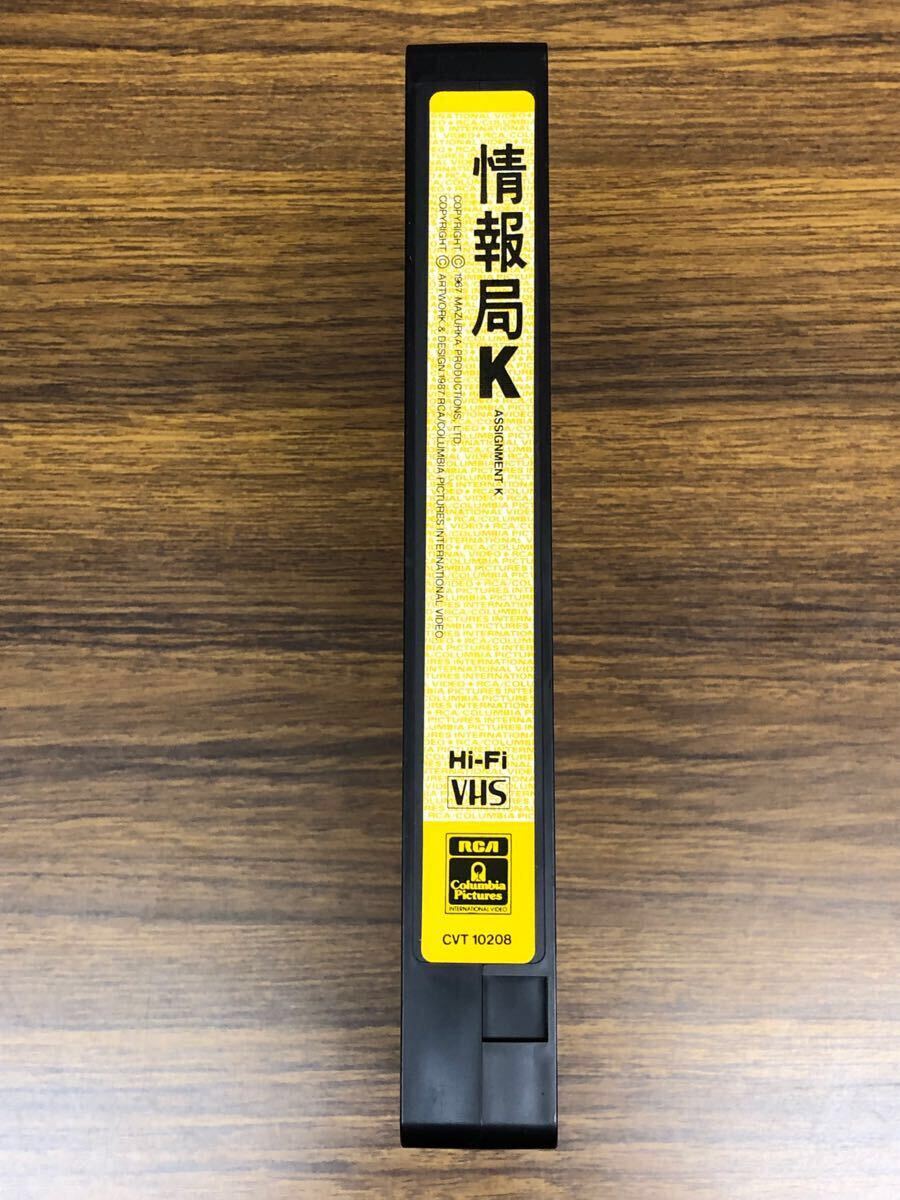 情報局K
ASSIGNMENT K
COPYRIGHT © 1967 MAZURKA PRODUCTIONS, LTD.
COPYRIGHT © ARTWORK & DESIGN 1987 RCA/COLUMBIA PICTURES INTERNATIONAL VIDEO
Hi-Fi
VHS
RCA
Columbia
Pictures
INTERNATIONAL VIDEO
CVT 10208